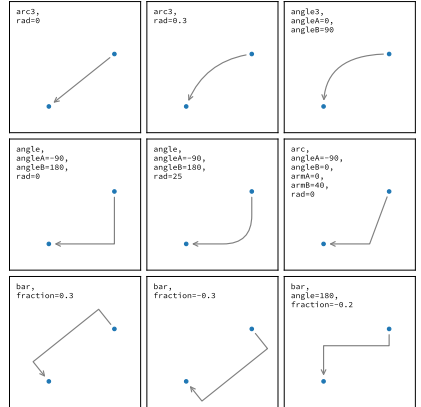 arc3,
rad=0
arc3,
rad=0.3
angle3,
angleA=0,
angleB=90
angle,
angleA=-90,
angleB=180,
rad=0
angle,
angleA=-90,
angleB=180,
rad=25
arc,
angleA=-90,
angleB=0,
armA=0,
armB=40,
rad=0
bar,
fraction=0.3
bar,
fraction=-0.3
bar,
angle=180,
fraction=-0.2